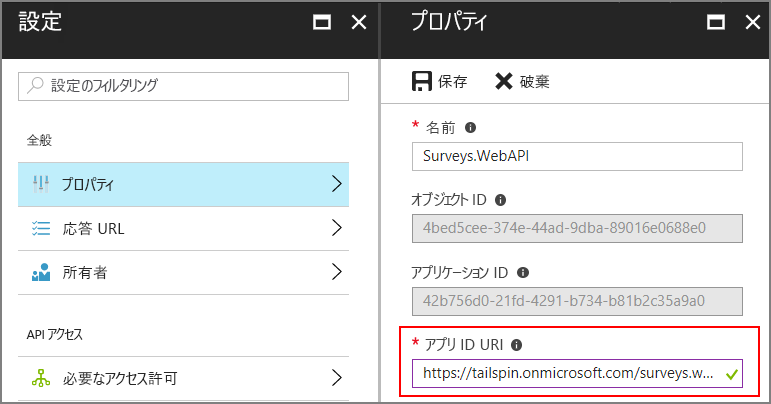 設定
設定のフィルタリング
全般
プロパティ
応答 URL
所有者
API アクセス
必要なアクセス許可
プロパティ
保存 破棄
* 名前
Surveys.WebAPI
オブジェクト ID
4bed5cee-374e-44ad-9dba-89016e0688e0
アプリケーション ID
42b756d0-21fd-4291-b734-b81b2c35a9a0
* アプリ ID URI
https://tailspin.onmicrosoft.com/surveys.w...